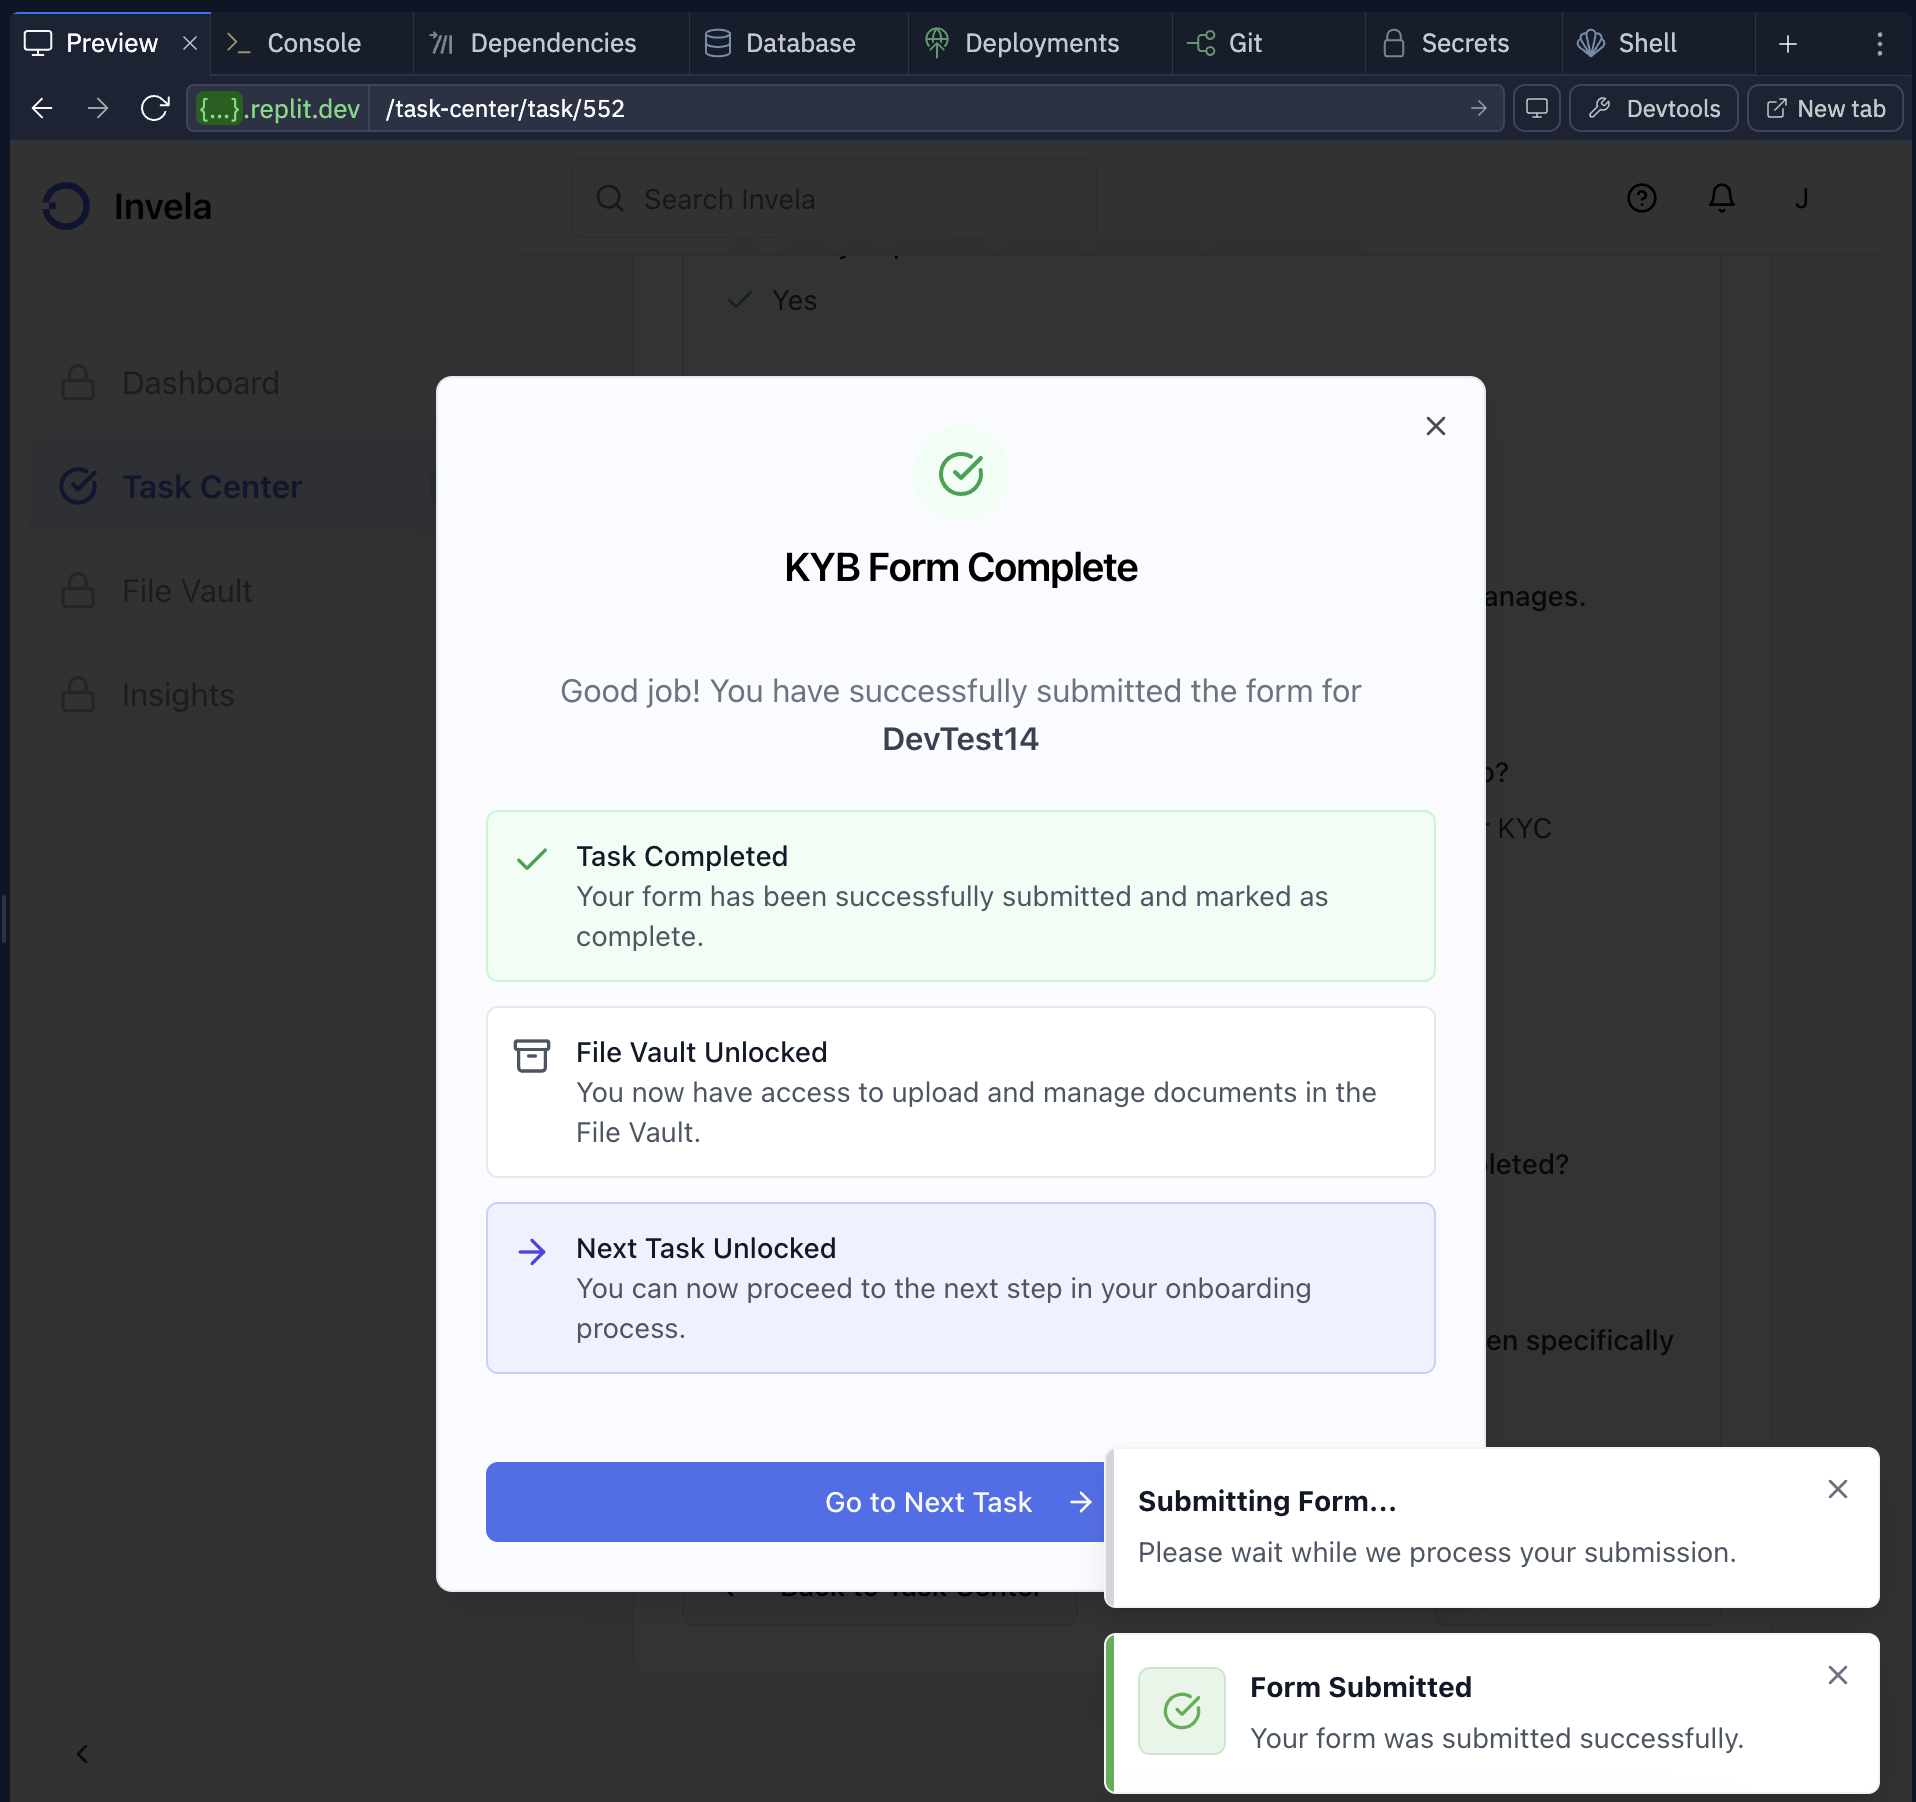 Preview
Console
Dependencies
Database
Deployments
Git
Secrets
Shell
{...}.replit.dev
/task-center/task/552
Devtools
New tab
Invela
Search Invela
J
Yes
Dashboard
Task Center
File Vault
Insights
KYB Form Complete
Good job! You have successfully submitted the form for
DevTest14
Task Completed
Your form has been successfully submitted and marked as
complete.
File Vault Unlocked
You now have access to upload and manage documents in the
File Vault.
Next Task Unlocked
You can now proceed to the next step in your onboarding
process.
Go to Next Task
KYC
specifically
Back to Task Center
Submitting Form...
Please wait while we process your submission.
Form Submitted
Your form was submitted successfully.